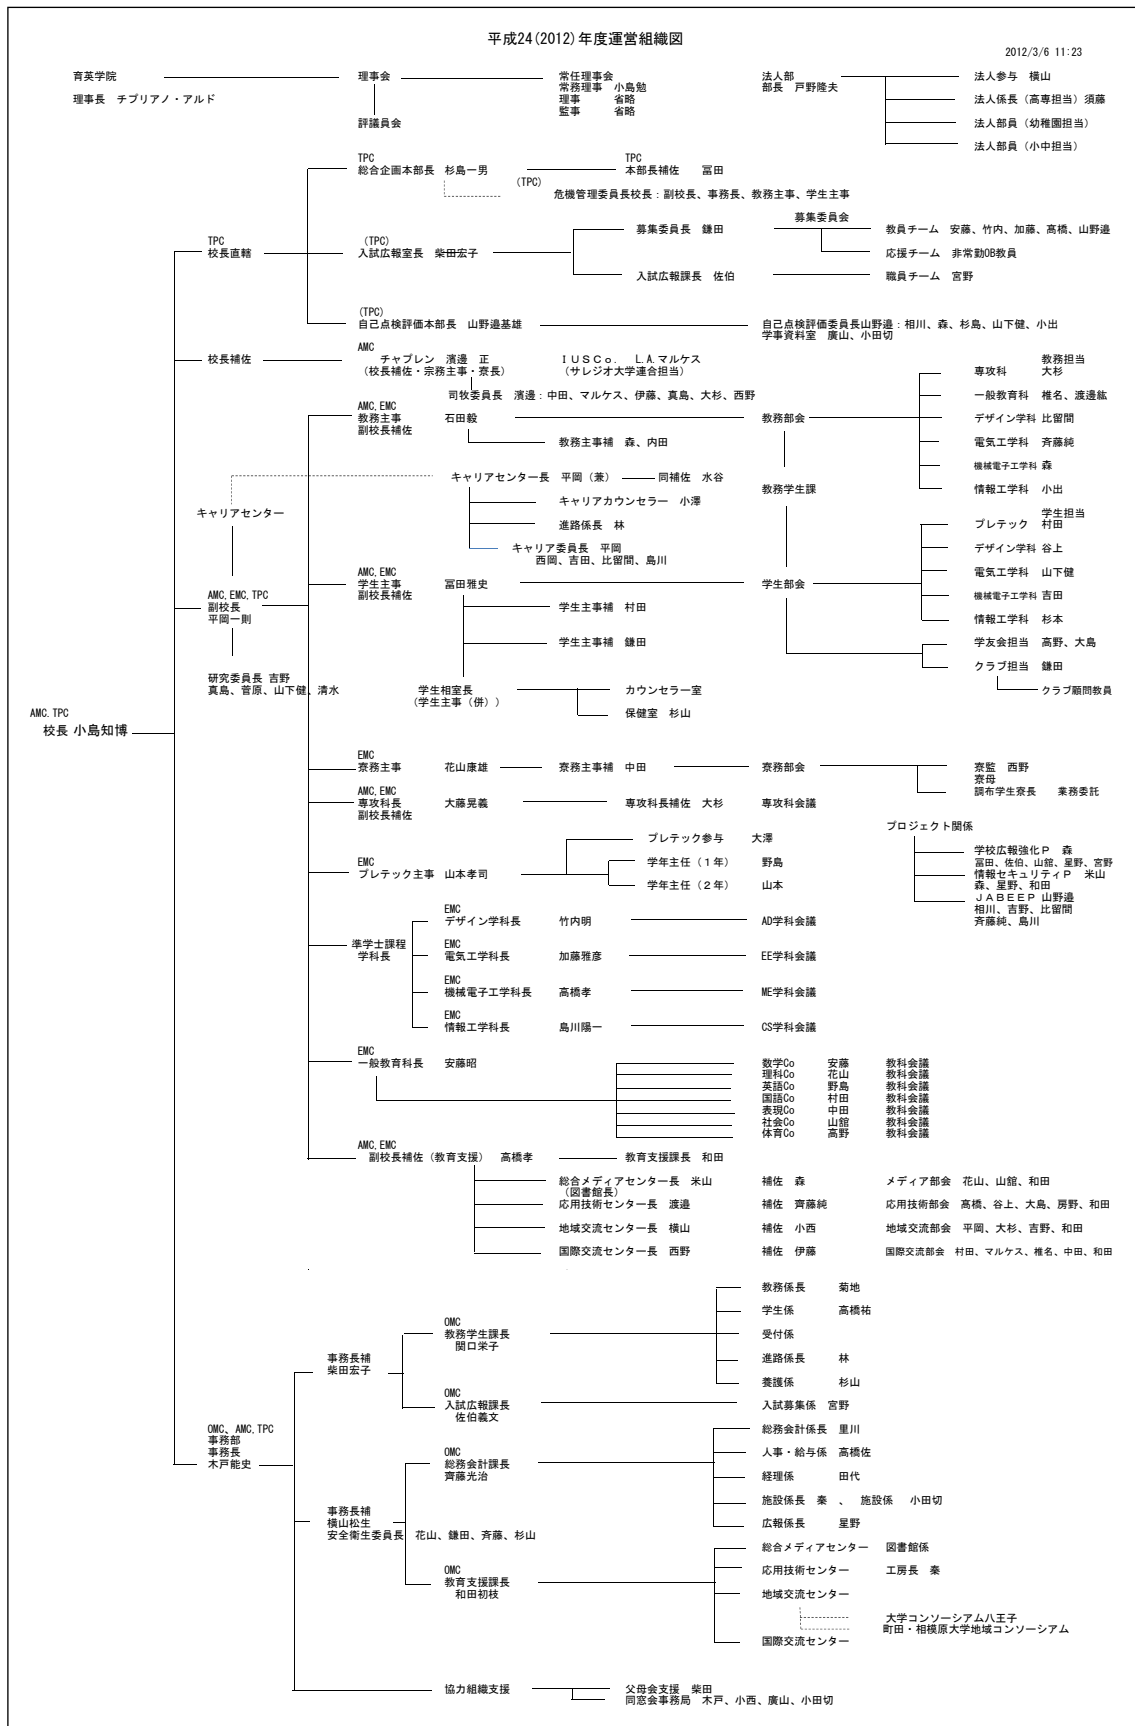 平成24(2012)年度運営組織図
2012/3/6 11:23
育英学院
理事長　チプリアノ・アルド
理事会
評議員会
常任理事会
常務理事　小島勉
理事　省略
監事　省略
法人部
部長　戸野隆夫
法人参与　横山
法人係長（高専担当）須藤
法人部員（幼稚園担当）
法人部員（小中担当）
TPC
総合企画本部長　杉島一男
TPC
本部長補佐　冨田
(TPC)
危機管理委員長校長：副校長、事務長、教務主事、学生主事
TPC
校長直轄
(TPC)
入試広報室長　柴田宏子
募集委員長　鎌田
募集委員会
教員チーム　安藤、竹内、加藤、髙橋、山野邉
応援チーム　非常勤OB教員
入試広報課長　佐伯
職員チーム　宮野
(TPC)
自己点検評価本部長　山野邉基雄
自己点検評価委員長山野邉：相川、森、杉島、山下健、小出
学事資料室　廣山、小田切
校長補佐
AMC
チャプレン　濱邊　正
（校長補佐・宗務主事・寮長）
ＩＵＳＣｏ．　L.A.マルケス
（サレジオ大学連合担当）
司牧委員長　濱邊：中田、マルケス、伊藤、真島、大杉、西野
AMC,EMC
教務主事
副校長補佐
石田毅
教務主事補　森、内田
教務部会
教務学生課
教務担当
専攻科　大杉
一般教育科　椎名、渡邊紘
デザイン学科　比留間
電気工学科　斉藤純
機械電子工学科　森
情報工学科　小出
キャリアセンター長　平岡（兼）
同補佐　水谷
キャリアカウンセラー　小澤
進路係長　林
キャリア委員長　平岡
西岡、吉田、比留間、島川
キャリアセンター
AMC,EMC,TPC
副校長
平岡一則
研究委員長　吉野
真島、菅原、山下健、清水
AMC,EMC
学生主事
副校長補佐
冨田雅史
学生主事補　村田
学生主事補　鎌田
学生部会
学生担当
プレテック　村田
デザイン学科　谷上
電気工学科　山下健
機械電子工学科　吉田
情報工学科　杉本
学友会担当　高野、大島
クラブ担当　鎌田
クラブ顧問教員
学生相室長
（学生主事（併））
カウンセラー室
保健室　杉山
AMC.TPC
校長　小島知博
EMC
寮務主事　花山康雄
寮務主事補　中田
寮務部会
寮監　西野
寮母
調布学生寮長　業務委託
AMC,EMC
専攻科長　大藤晃義
副校長補佐
専攻科長補佐　大杉
専攻科会議
EMC
プレテック主事　山本孝司
プレテック参与　大澤
学年主任（１年）　野島
学年主任（２年）　山本
プロジェクト関係
学校広報強化Ｐ　森
冨田、佐伯、山舘、星野、宮野
情報セキュリティＰ　米山
森、星野、和田
ＪＡＢＥＥＰ　山野邉
相川、吉野、比留間
斉藤純、島川
準学士課程
学科長
EMC
デザイン学科長　竹内明　AD学科会議
EMC
電気工学科長　加藤雅彦　EE学科会議
EMC
機械電子工学科長　高橋孝　ME学科会議
EMC
情報工学科長　島川陽一　CS学科会議
EMC
一般教育科長　安藤昭
数学Co　安藤　教科会議
理科Co　花山　教科会議
英語Co　野島　教科会議
国語Co　村田　教科会議
表現Co　中田　教科会議
社会Co　山舘　教科会議
体育Co　高野　教科会議
AMC,EMC
副校長補佐（教育支援）　高橋孝
教育支援課長　和田
総合メディアセンター長　米山　補佐　森　メディア部会　花山、山舘、和田
（図書館長）
応用技術センター長　渡邉　補佐　齊藤純　応用技術部会　髙橋、谷上、大島、房野、和田
地域交流センター長　横山　補佐　小西　地域交流部会　平岡、大杉、吉野、和田
国際交流センター長　西野　補佐　伊藤　国際交流部会　村田、マルケス、椎名、中田、和田
OMC、AMC,TPC
事務部
事務長
木戸能史
事務長補
柴田宏子
OMC
教務学生課長
関口栄子
教務係長　菊地
学生係　高橋祐
受付係
進路係長　林
養護係　杉山
OMC
入試広報課長
佐伯義文
入試募集係　宮野
事務長補
横山松生
安全衛生委員長　花山、鎌田、斉藤、杉山
OMC
総務会計課長
齊藤光治
総務会計係長　里川
人事・給与係　高橋佐
経理係　田代
施設係長　秦　、　施設係　小田切
広報係長　星野
OMC
教育支援課長
和田初枝
総合メディアセンター　図書館係
応用技術センター　工房長　秦
地域交流センター
大学コンソーシアム八王子
町田・相模原大学地域コンソーシアム
国際交流センター
協力組織支援
父母会支援　柴田
同窓会事務局　木戸、小西、廣山、小田切